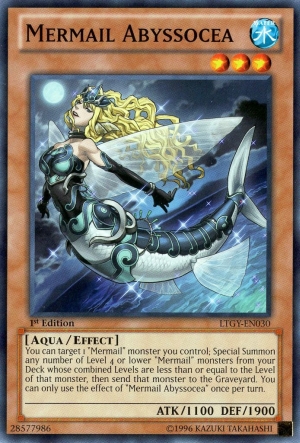 Mermail Abyssocea
WATER
1st Edition
LTGY-EN030
[Aqua/Effect]
You can target 1 "Mermail" monster you control; Special Summon
any number of Level 4 or lower "Mermail" monsters from your
Deck whose combined Levels are less than or equal to the Level
of that monster, then send that monster to the Graveyard. You
can only use the effect of "Mermail Abyssocea" once per turn.
ATK/1100 DEF/1900
28577986
©1996 KAZUKI TAKAHASHI